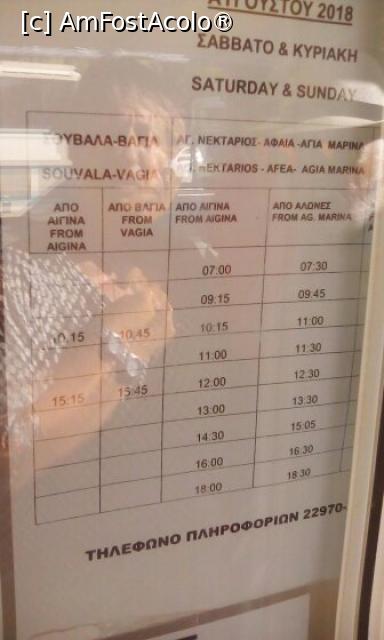 [c] AmFostAcolo®
ΑΥΓΟΥΣΤΟΥ 2018
ΣΑΒΒΑΤΟ & ΚΥΡΙΑΚΗ
SATURDAY & SUNDAY
ΣΟΥΒΑΛΑ-ΒΑΓΙΑ ΑΓ. ΝΕΚΤΑΡΙΟΣ- ΑΦΑΙΑ -ΑΓΙΑ ΜΑΡΙΝΑ
SOUVALA-VAGIA NEKTARIOS - AFEA- AGIA MARINA
ΑΠΟ ΑΠΟ ΒΑΓΙΑ ΑΠΟ ΑΙΓΙΝΑ ΑΠΟ ΑΛΩΝΕΣ
ΑΙΓΙΝΑ FROM FROM AIGINA FROM AG. MARINA
FROM VAGIA
AIGINA
07:00 07:30
09:15 09:45
10.15 10.45 10:15 11:00
11:00 11:30
15:15 15:45 12:00 12:30
13:00 13:30
14:30 15:05
16:00 16:30
18:00 18:30
ΤΗΛΕΦΩΝΟ ΠΛΗΡΟΦΟΡΙΩΝ 22970-